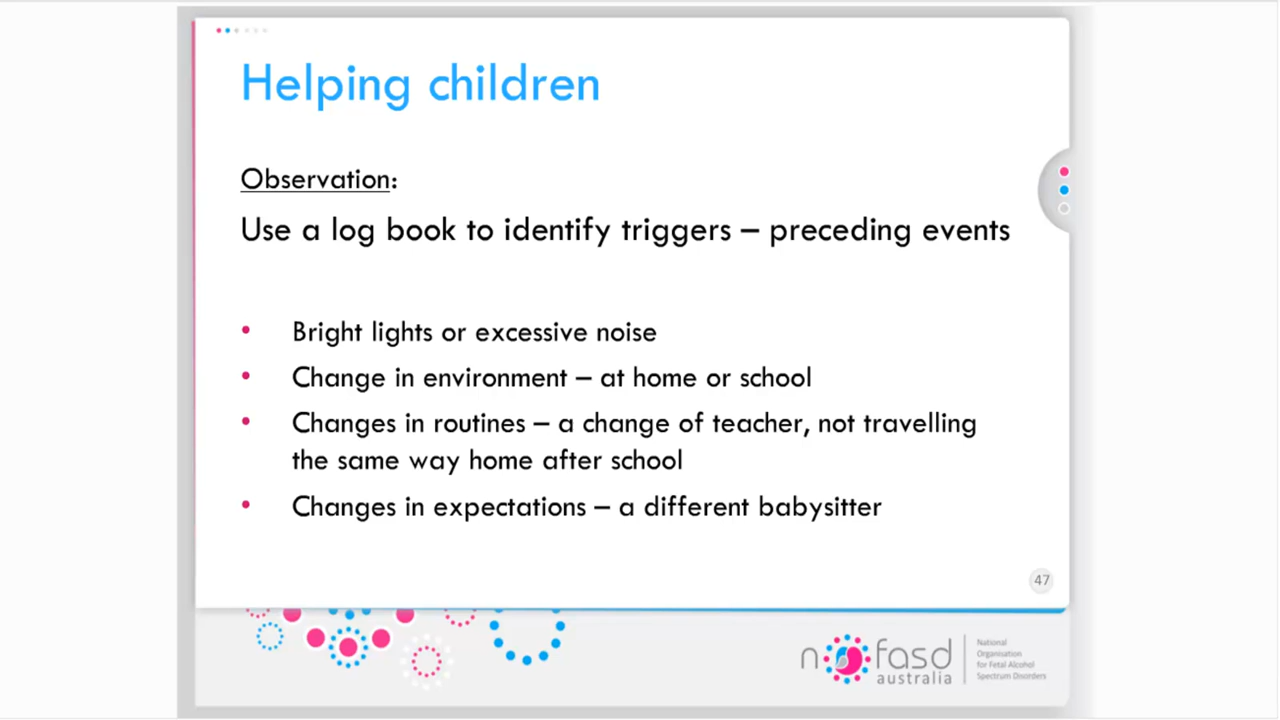 Helping children
Observation:
Use a log book to identify triggers – preceding events
• Bright lights or excessive noise
• Change in environment – at home or school
• Changes in routines – a change of teacher, not travelling
the same way home after school
• Changes in expectations – a different babysitter
47
nofasd
australia
National
Organisation
for Fetal Alcohol
Spectrum Disorders